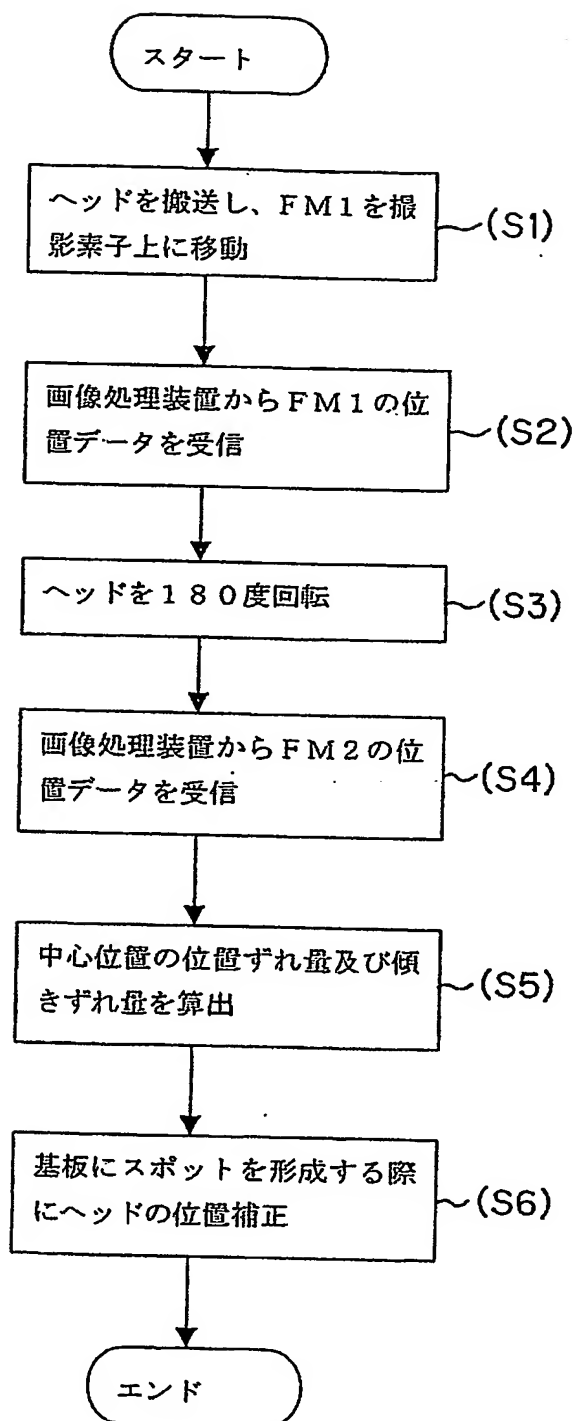 スタート
ヘッドを搬送し、FM1を撮
影素子上に移動
(S1)
画像処理装置からFM1の位
置データを受信
(S2)
ヘッドを180度回転
(S3)
画像処理装置からFM2の位
置データを受信
(S4)
中心位置の位置ずれ量及び傾
きずれ量を算出
(S5)
基板にスポットを形成する際
にヘッドの位置補正
(S6)
エンド